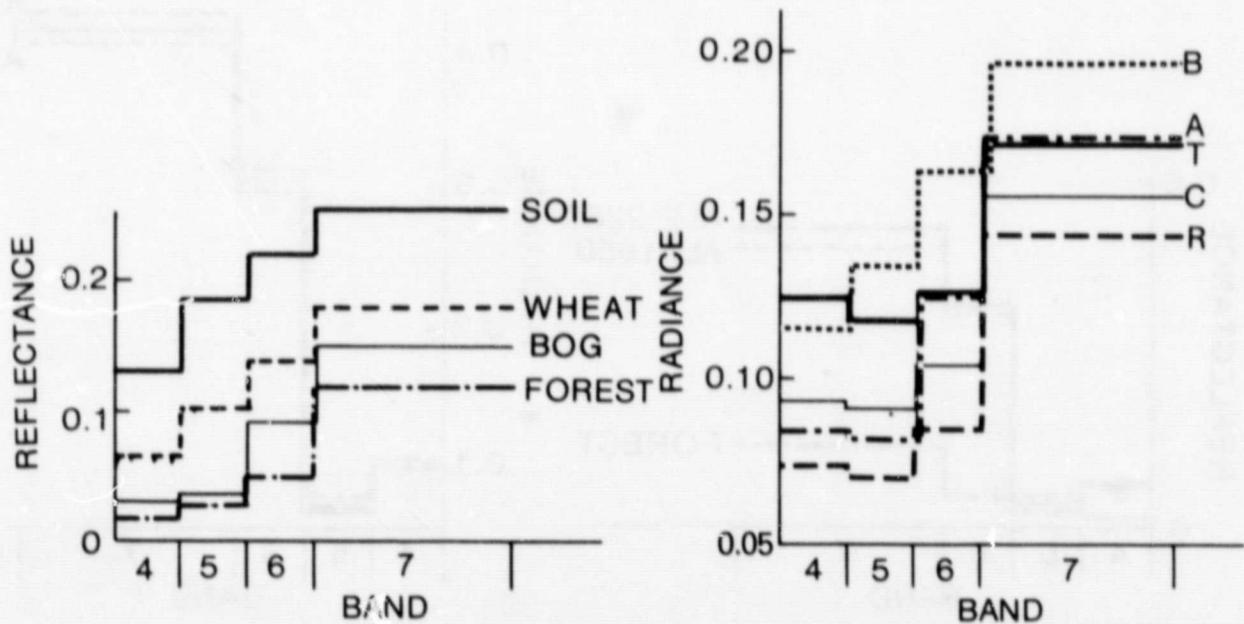 REFLECTANCE
0.2
0.1
0
SOIL
WHEAT
BOG
FOREST
4 5 6 7
BAND
RADIANCE
0.20
0.15
0.10
0.05
B
A
T
C
R
4 5 6 7
BAND